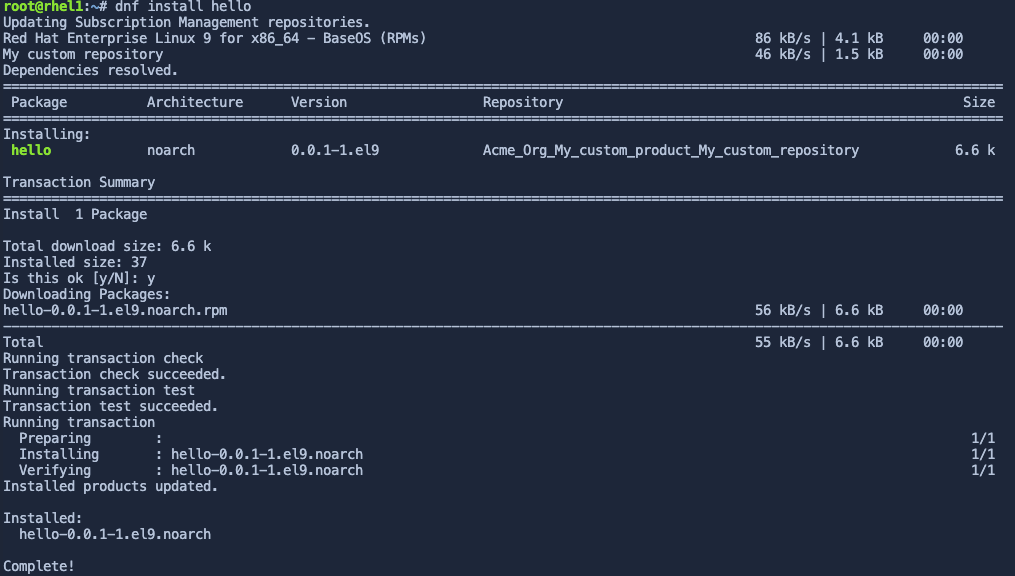 root@rhel1:~# dnf install hello
Updating Subscription Management repositories.
Red Hat Enterprise Linux 9 for x86_64 - BaseOS (RPMs) 86 kB/s | 4.1 kB 00:00
My custom repository 46 kB/s | 1.5 kB 00:00
Dependencies resolved.
Package Architecture Version Repository Size
Installing:
hello noarch 0.0.1-1.el9 Acme_Org_My_custom_product_My_custom_repository 6.6 k
Transaction Summary
Install 1 Package
Total download size: 6.6 k
Installed size: 37
Is this ok [y/N]: y
Downloading Packages:
hello-0.0.1-1.el9.noarch.rpm 56 kB/s | 6.6 kB 00:00
Total 55 kB/s | 6.6 kB 00:00
Running transaction check
Transaction check succeeded.
Running transaction test
Transaction test succeeded.
Running transaction
Preparing : 1/1
Installing : hello-0.0.1-1.el9.noarch 1/1
Verifying : hello-0.0.1-1.el9.noarch 1/1
Installed products updated.
Installed:
hello-0.0.1-1.el9.noarch
Complete!